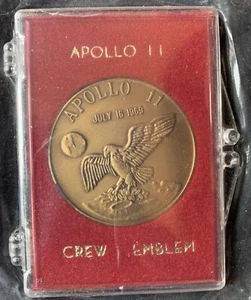 APOLLO 11
APOLLO 11
JULY 16 1969
CREW EMBLEM